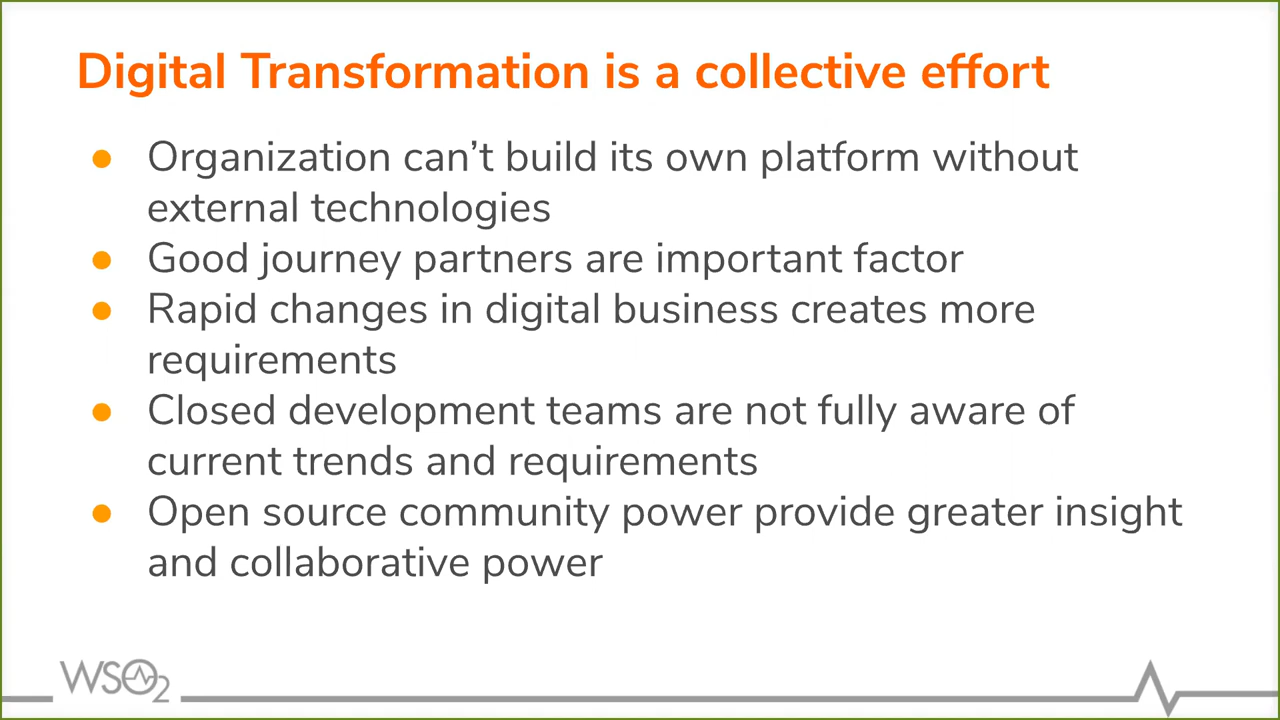 Digital Transformation is a collective effort
● Organization can’t build its own platform without
external technologies
● Good journey partners are important factor
● Rapid changes in digital business creates more
requirements
● Closed development teams are not fully aware of
current trends and requirements
● Open source community power provide greater insight
and collaborative power
WSO2